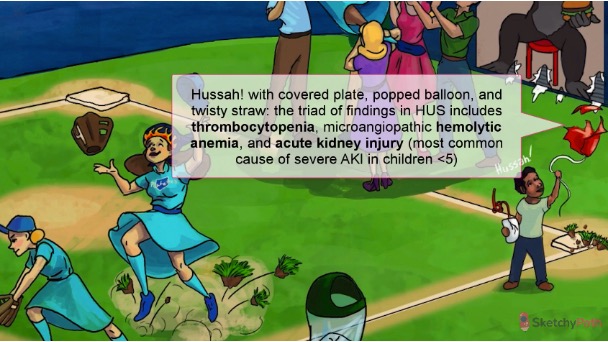 Hussah! with covered plate, popped balloon, and
twisty straw: the triad of findings in HUS includes
thrombocytopenia, microangiopathic hemolytic
anemia, and acute kidney injury (most common
cause of severe AKI in children <5)
Hussah!